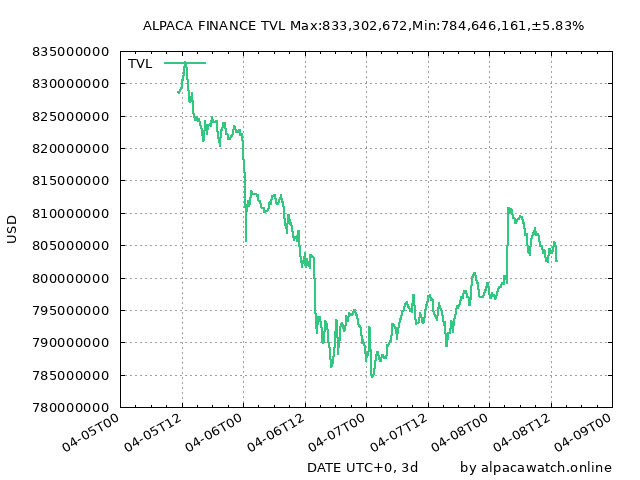 ALPACA FINANCE TVL Max:833,302,672,Min:784,646,161,±5.83%
835000000
TVL
830000000
825000000
820000000
815000000
810000000
USD
805000000
800000000
795000000
790000000
785000000
780000000
04-05T00
04-05T12
04-06T00
04-06T12
04-07T00
04-07T12
04-08T00
04-08T12
04-09T00
DATE UTC+0, 3d
by alpacawatch.online